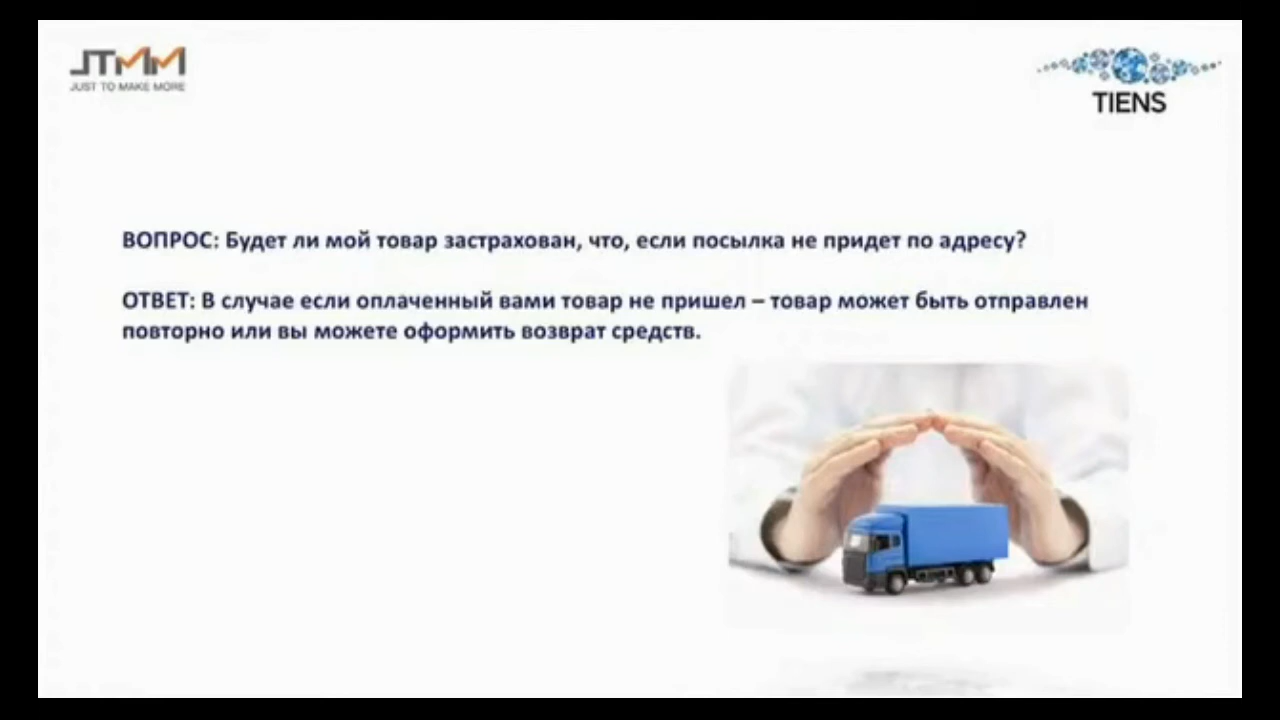 JTMM
JUST TO MAKE MORE
TIENS
ВОПРОС: Будет ли мой товар застрахован, что, если посылка не придет по адресу?
ОТВЕТ: В случае если оплаченный вами товар не пришел – товар может быть отправлен
повторно или вы можете оформить возврат средств.